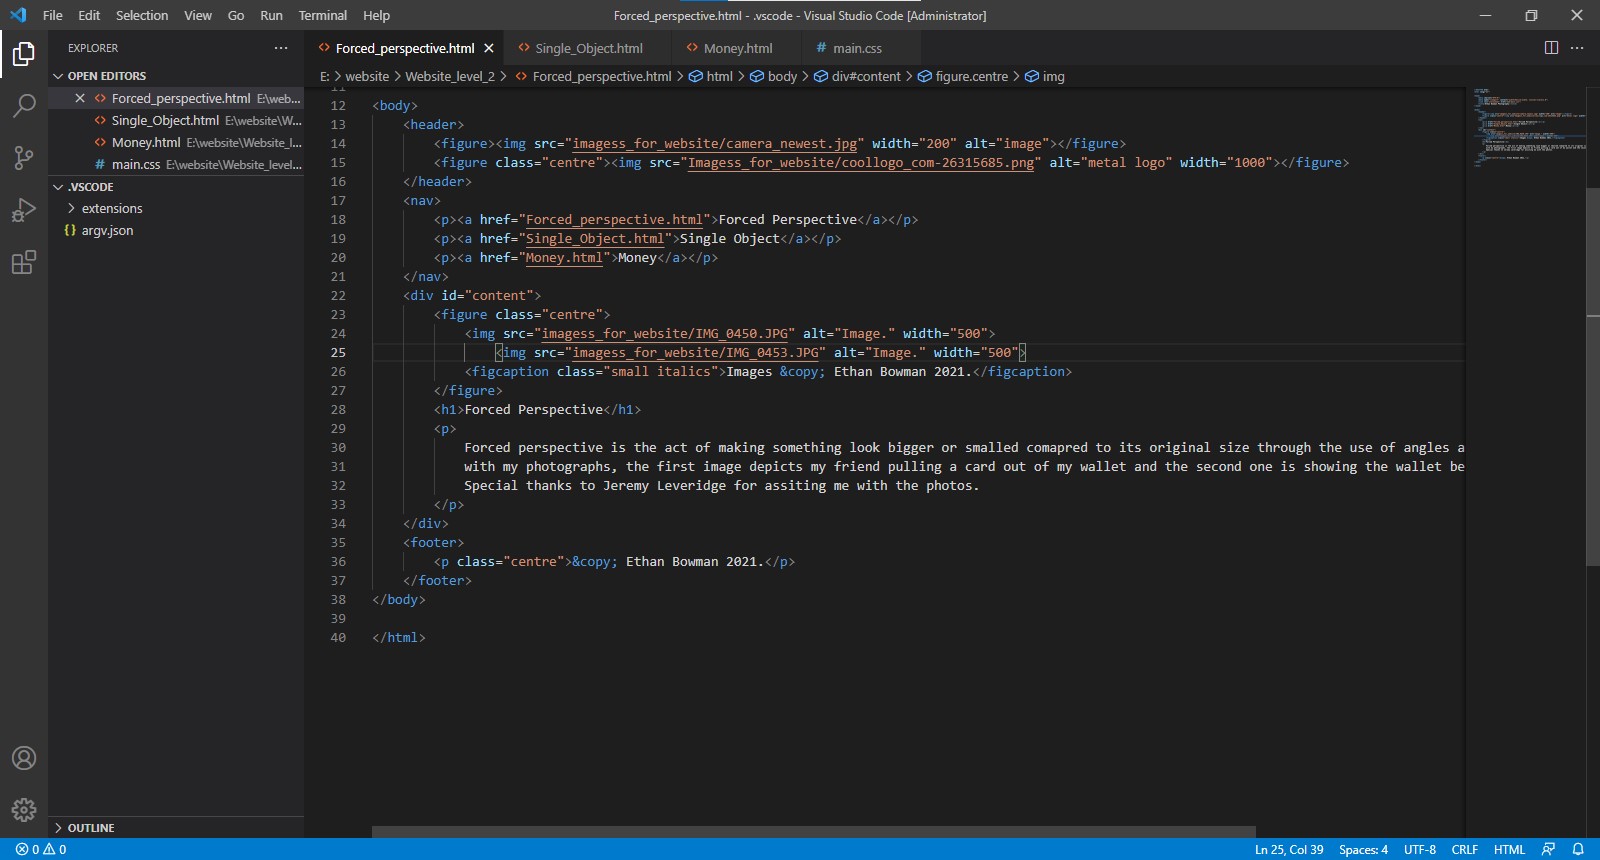 File Edit Selection View Go Run Terminal Help Forced_perspective.html - .vscode - Visual Studio Code [Administrator]
EXPLORER
OPEN EDITORS
Forced_perspective.html E:\web...
Single_Object.html E:\website\W...
Money.html E:\website\Website_l...
main.css E:\website\Website_level...
.VSCODE
extensions
argv.json
OUTLINE
Forced_perspective.html Single_Object.html Money.html main.css
E: > website > Website_level_2 > Forced_perspective.html > html > body > div#content > figure.centre > img
11
12 <body>
13 <header>
14 <figure><img src="imagess_for_website/camera_newest.jpg" width="200" alt="image"></figure>
15 <figure class="centre"><img src="Imagess_for_website/coollogo_com-26315685.png" alt="metal logo" width="1000"></figure>
16 </header>
17 <nav>
18 <p><a href="Forced_perspective.html">Forced Perspective</a></p>
19 <p><a href="Single_Object.html">Single Object</a></p>
20 <p><a href="Money.html">Money</a></p>
21 </nav>
22 <div id="content">
23 <figure class="centre">
24 <img src="imagess_for_website/IMG_0450.JPG" alt="Image." width="500">
25 <img src="imagess_for_website/IMG_0453.JPG" alt="Image." width="500">
26 <figcaption class="small italics">Images &copy; Ethan Bowman 2021.</figcaption>
27 </figure>
28 <h1>Forced Perspective</h1>
29 <p>
30 Forced perspective is the act of making something look bigger or smalled comapred to its original size through the use of angles a
31 with my photographs, the first image depicts my friend pulling a card out of my wallet and the second one is showing the wallet be
32 Special thanks to Jeremy Leveridge for assiting me with the photos.
33 </p>
34 </div>
35 <footer>
36 <p class="centre">&copy; Ethan Bowman 2021.</p>
37 </footer>
38 </body>
39
40 </html>
0 0 Ln 25, Col 39 Spaces: 4 UTF-8 CRLF HTML